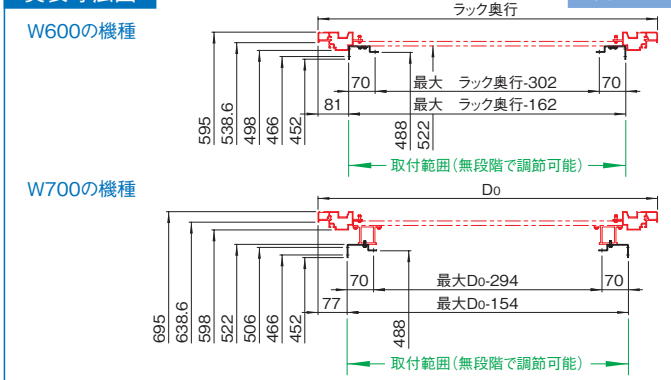 ラック奥行
W600の機種
70
最大 ラック奥行-302
70
81
最大 ラック奥行-162
595
538.6
498
466
452
488
522
取付範囲(無段階で調節可能)
W700の機種
D0
70
最大D0-294
70
77
最大D0-154
695
638.6
598
522
506
466
452
488
取付範囲(無段階で調節可能)